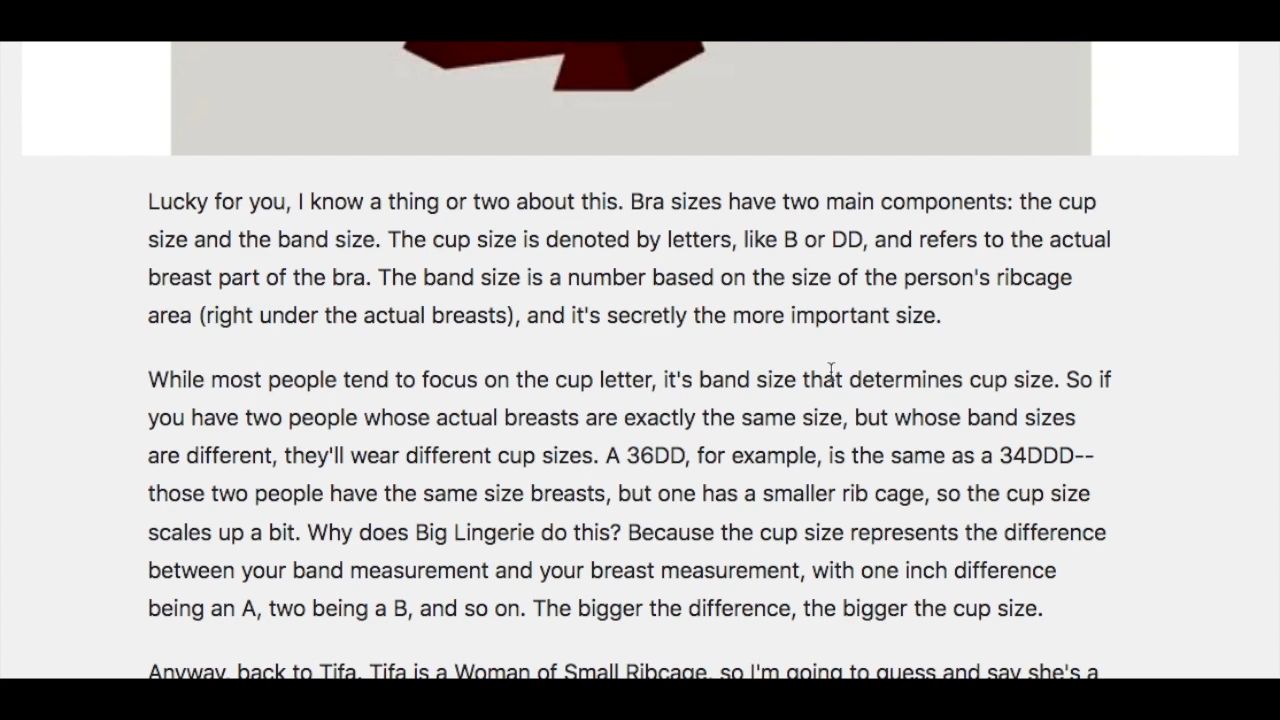 Lucky for you, I know a thing or two about this. Bra sizes have two main components: the cup
size and the band size. The cup size is denoted by letters, like B or DD, and refers to the actual
breast part of the bra. The band size is a number based on the size of the person's ribcage
area (right under the actual breasts), and it's secretly the more important size.
While most people tend to focus on the cup letter, it's band size that determines cup size. So if
you have two people whose actual breasts are exactly the same size, but whose band sizes
are different, they'll wear different cup sizes. A 36DD, for example, is the same as a 34DDD--
those two people have the same size breasts, but one has a smaller rib cage, so the cup size
scales up a bit. Why does Big Lingerie do this? Because the cup size represents the difference
between your band measurement and your breast measurement, with one inch difference
being an A, two being a B, and so on. The bigger the difference, the bigger the cup size.
Anyway, back to Tifa. Tifa is a Woman of Small Ribcage, so I'm going to guess and say she's a